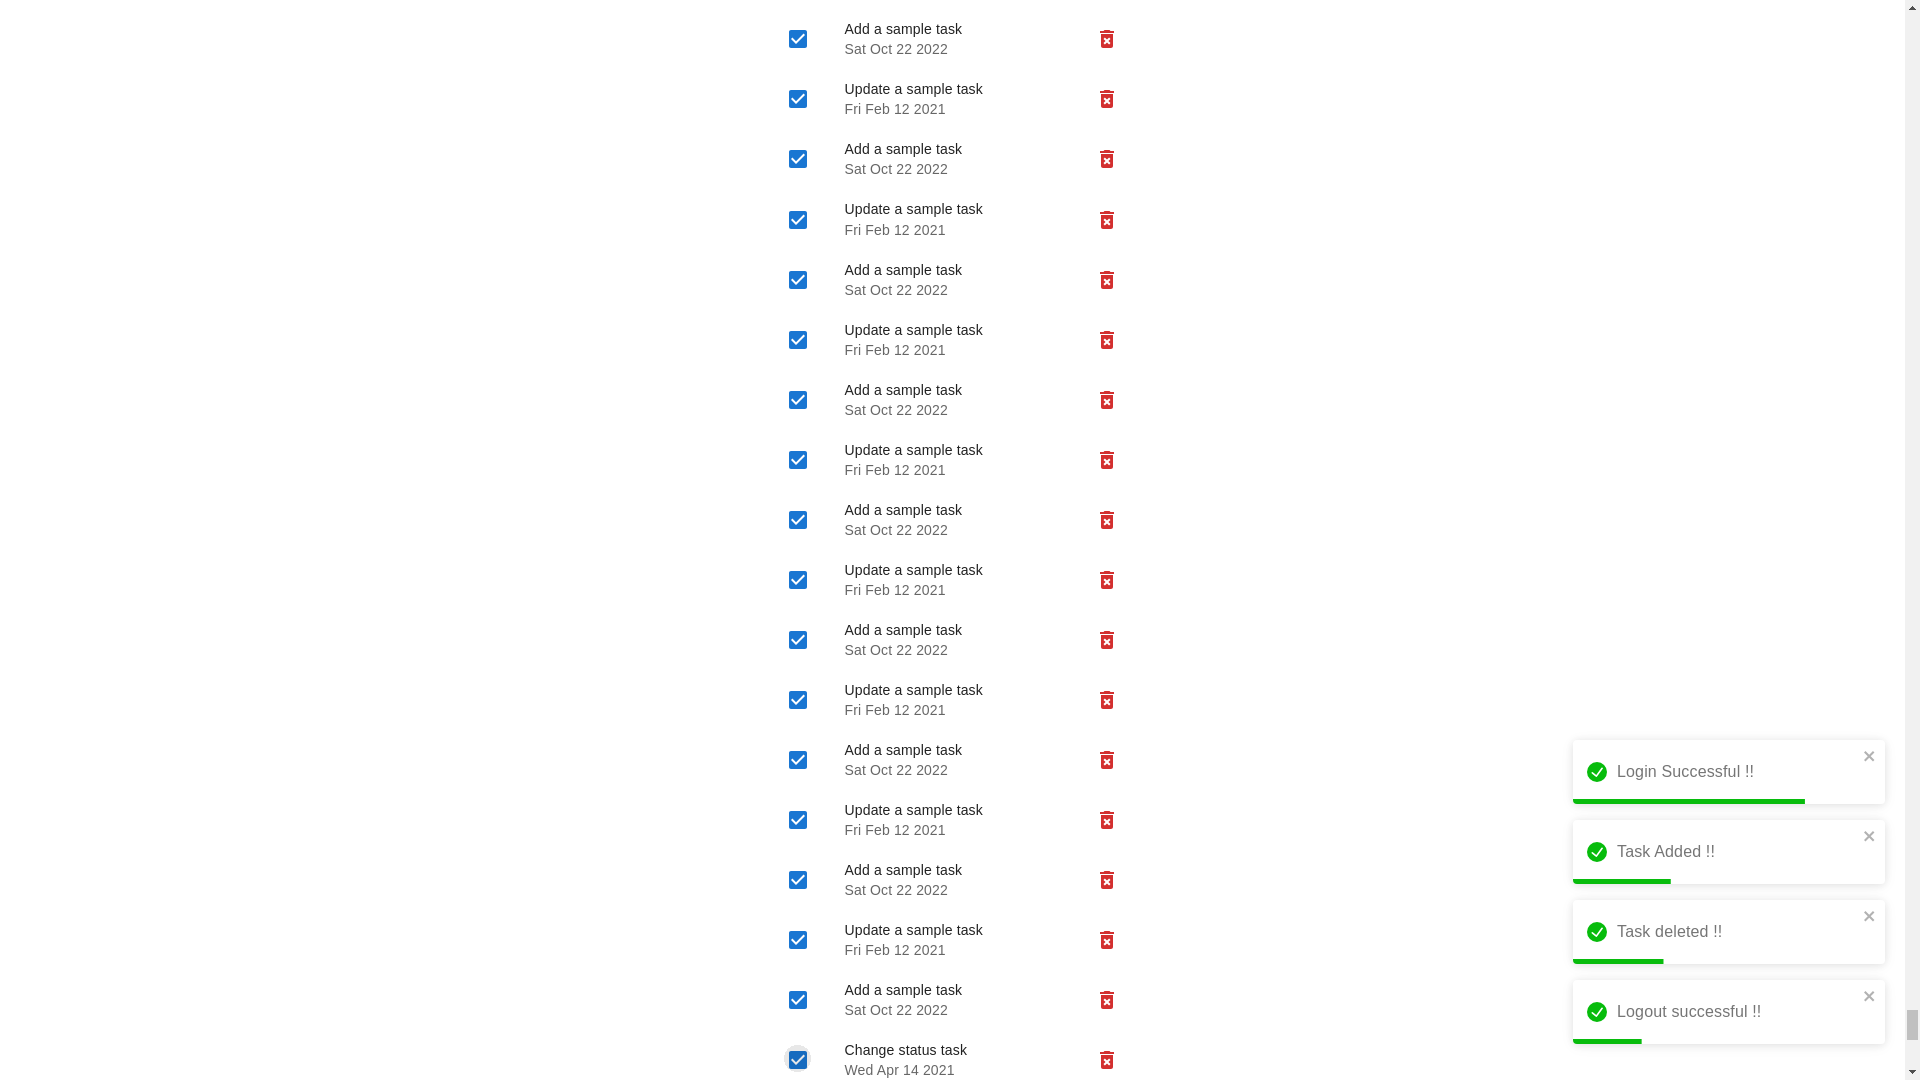 Add a sample task
Sat Oct 22 2022
Update a sample task
Fri Feb 12 2021
Add a sample task
Sat Oct 22 2022
Update a sample task
Fri Feb 12 2021
Add a sample task
Sat Oct 22 2022
Update a sample task
Fri Feb 12 2021
Add a sample task
Sat Oct 22 2022
Update a sample task
Fri Feb 12 2021
Add a sample task
Sat Oct 22 2022
Update a sample task
Fri Feb 12 2021
Add a sample task
Sat Oct 22 2022
Update a sample task
Fri Feb 12 2021
Add a sample task
Sat Oct 22 2022
Update a sample task
Fri Feb 12 2021
Add a sample task
Sat Oct 22 2022
Update a sample task
Fri Feb 12 2021
Add a sample task
Sat Oct 22 2022
Change status task
Wed Apr 14 2021
Login Successful !!
Task Added !!
Task deleted !!
Logout successful !!